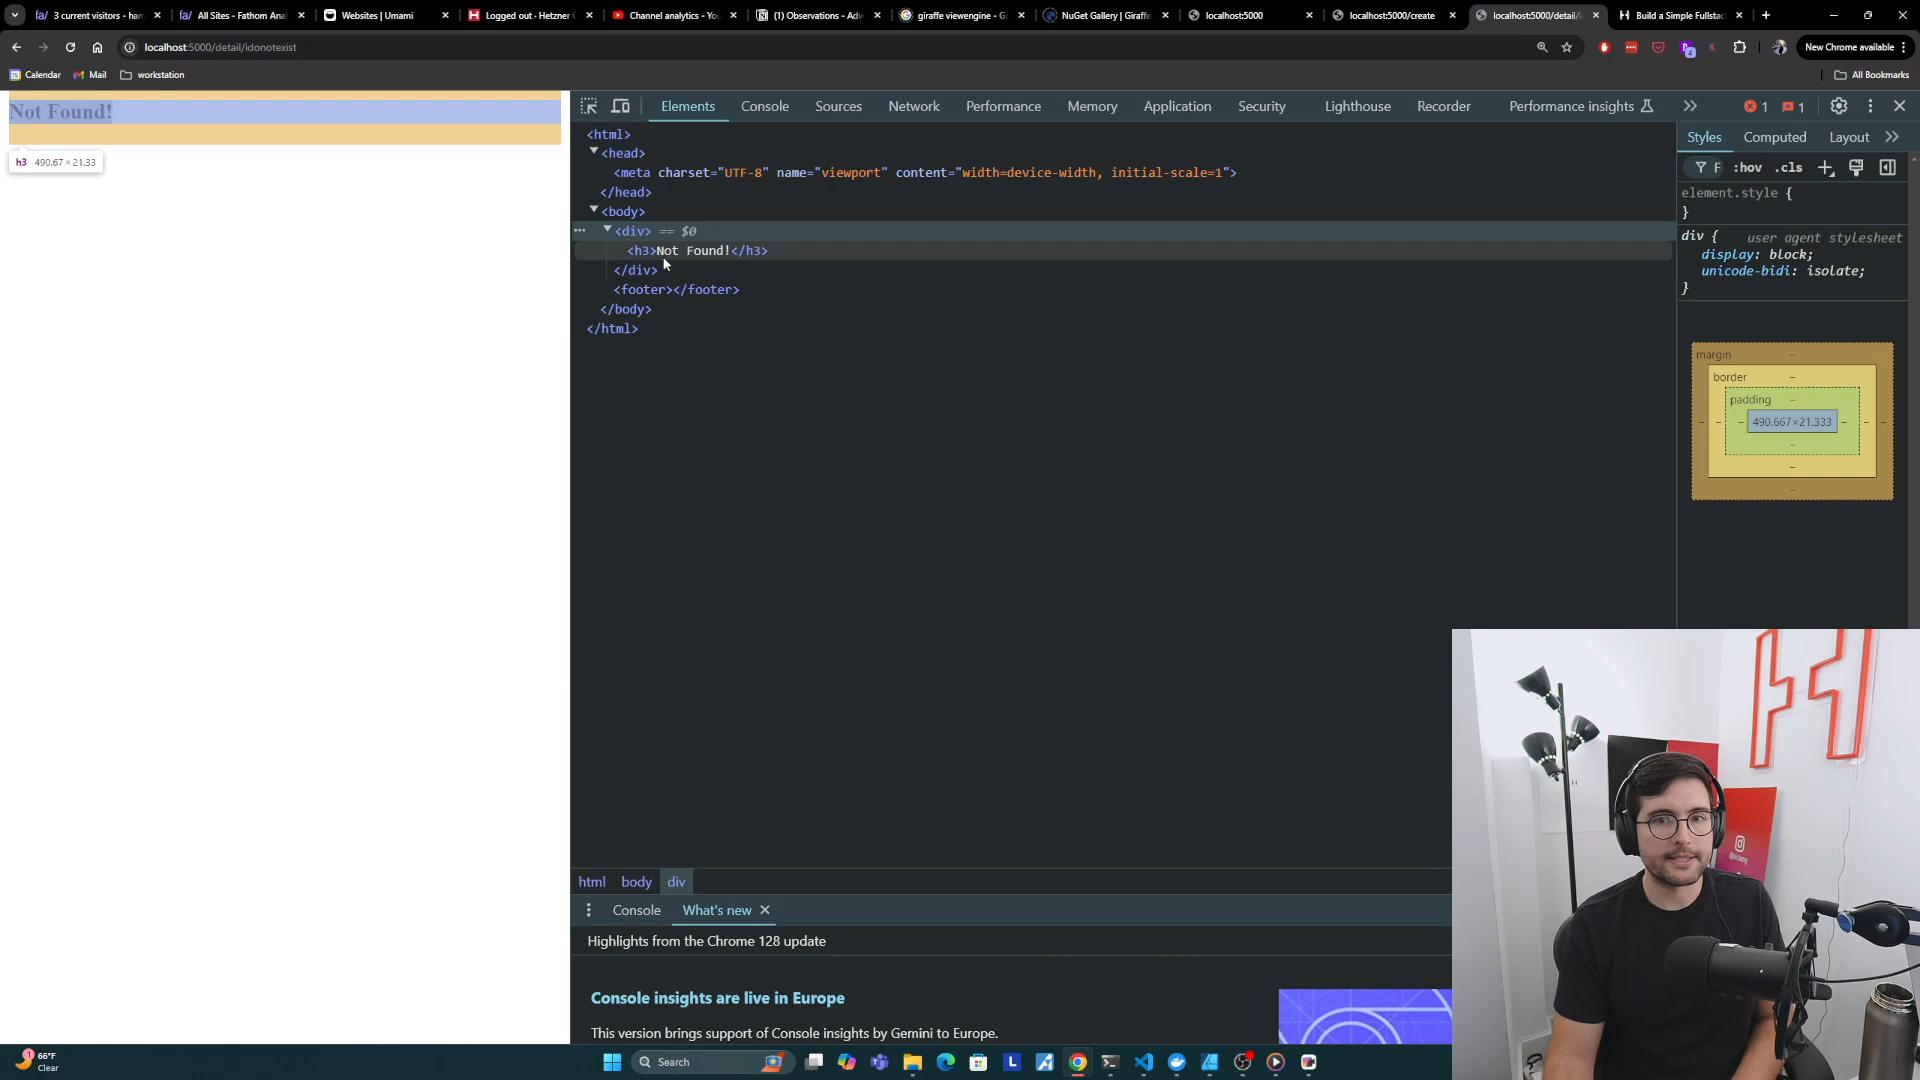 3 current visitors - han
All Sites - Fathom Anal
Websites | Umami
Logged out · Hetzner C
Channel analytics - You
(1) Observations - Adv
giraffe viewengine - G
NuGet Gallery | Giraffe.
localhost:5000
localhost:5000/create
localhost:5000/detail/i
Build a Simple Fullstac
localhost:5000/detail/idonotexist
New Chrome available
Calendar
Mail
workstation
All Bookmarks
Not Found!
h3 490.67 × 21.33
Elements Console Sources Network Performance Memory Application Security Lighthouse Recorder Performance insights
1 1
<html>
<head>
<meta charset="UTF-8" name="viewport" content="width=device-width, initial-scale=1">
</head>
<body>
<div> == $0
<h3>Not Found!</h3>
</div>
<footer></footer>
</body>
</html>
Styles Computed Layout
F :hov .cls
element.style {
}
div { user agent stylesheet
display: block;
unicode-bidi: isolate;
}
margin –
border –
padding –
– – – 490.667×21.333 – – –
–
–
–
html body div
Console What's new
Highlights from the Chrome 128 update
Console insights are live in Europe
This version brings support of Console insights by Gemini to Europe.
1
66°F
Clear
Search